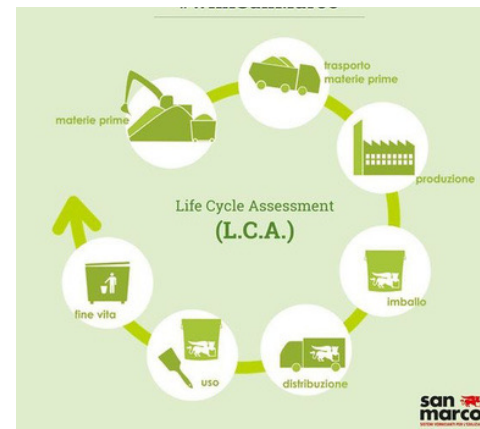 materie prime
trasporto
materie prime
produzione
Life Cycle Assessment
(L.C.A.)
imballo
distribuzione
uso
fine vita
san
marco